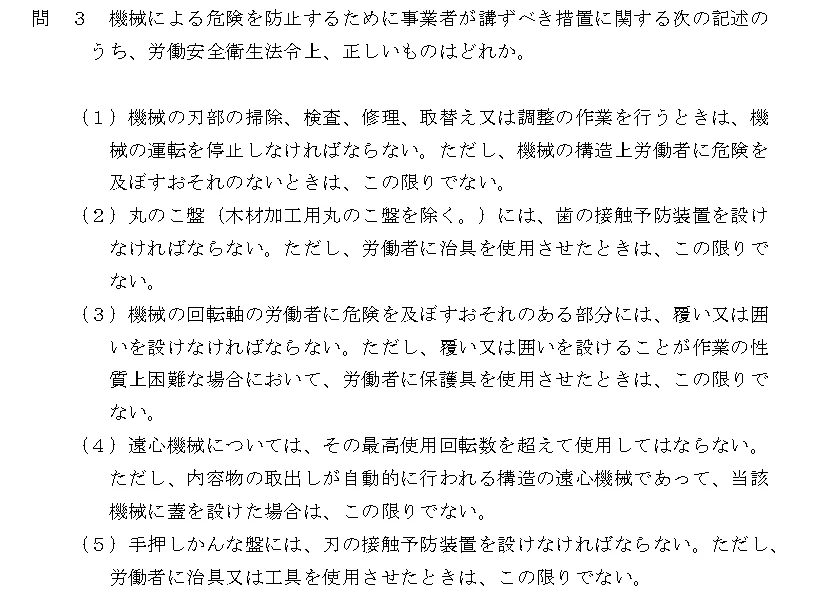 問　３　機械による危険を防止するために事業者が講ずべき措置に関する次の記述の
うち、労働安全衛生法令上、正しいものはどれか。
（１）機械の刃部の掃除、検査、修理、取替え又は調整の作業を行うときは、機
械の運転を停止しなければならない。ただし、機械の構造上労働者に危険を
及ぼすおそれのないときは、この限りでない。
（２）丸のこ盤（木材加工用丸のこ盤を除く。）には、歯の接触予防装置を設け
なければならない。ただし、労働者に治具を使用させたときは、この限りで
ない。
（３）機械の回転軸の労働者に危険を及ぼすおそれのある部分には、覆い又は囲
いを設けなければならない。ただし、覆い又は囲いを設けることが作業の性
質上困難な場合において、労働者に保護具を使用させたときは、この限りで
ない。
（４）遠心機械については、その最高使用回転数を超えて使用してはならない。
ただし、内容物の取出しが自動的に行われる構造の遠心機械であって、当該
機械に蓋を設けた場合は、この限りでない。
（５）手押しかんな盤には、刃の接触予防装置を設けなければならない。ただし、
労働者に治具又は工具を使用させたときは、この限りでない。